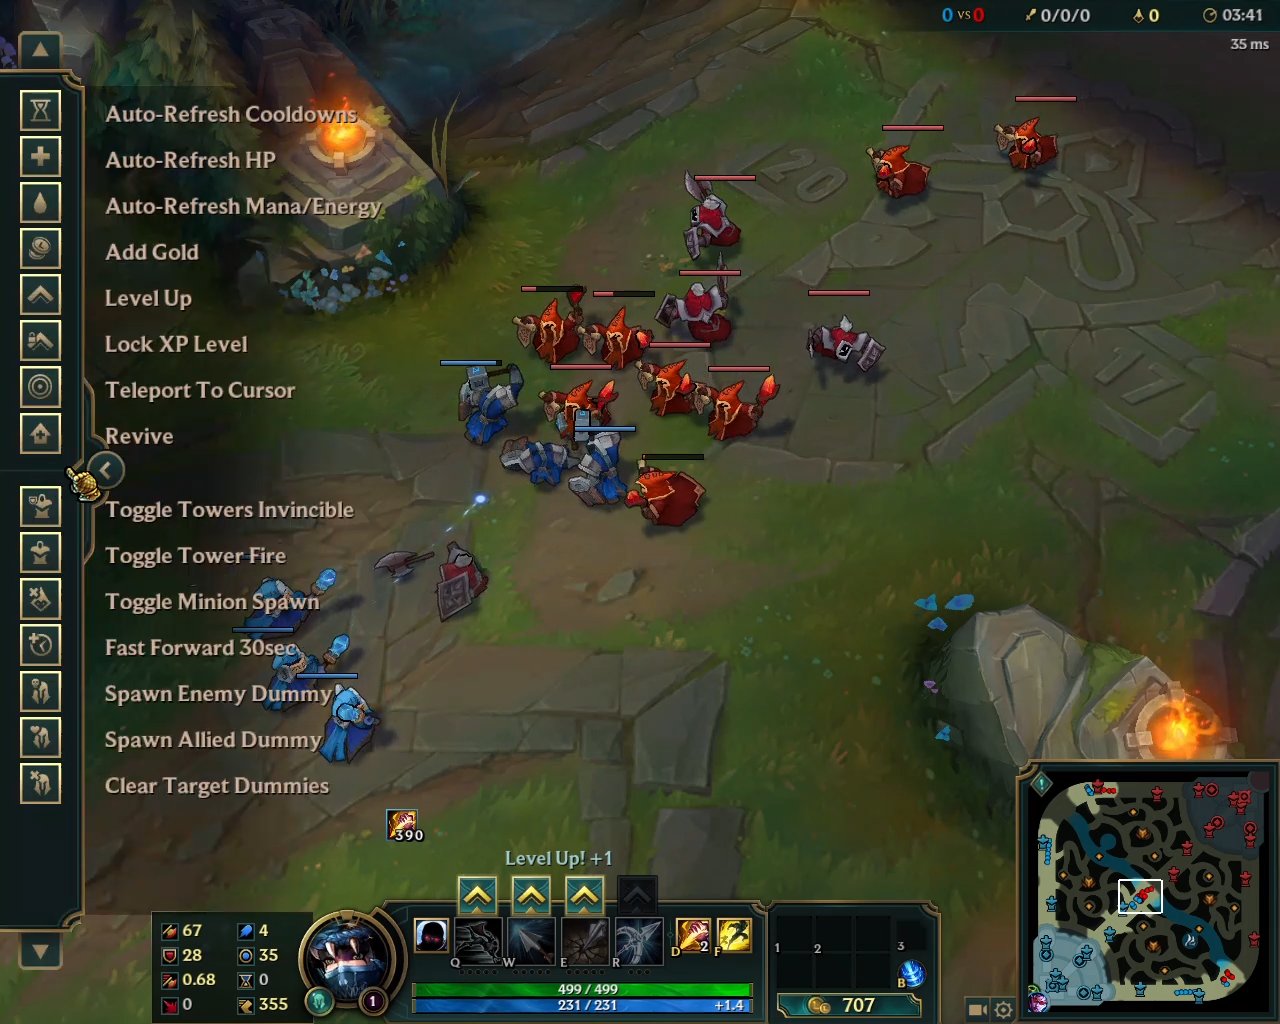 0 vs 0 0/0/0 0 03:41
35 ms
Auto-Refresh Cooldowns
Auto-Refresh HP
Auto-Refresh Mana/Energy
Add Gold
Level Up
Lock XP Level
Teleport To Cursor
Revive
Toggle Towers Invincible
Toggle Tower Fire
Toggle Minion Spawn
Fast Forward 30sec
Spawn Enemy Dummy
Spawn Allied Dummy
Clear Target Dummies
20
17
390
Level Up! +1
67 4
28 35
0.68 0
0 355
1
Q W E R D 2 F
499 / 499
231 / 231 +1.4
1 2 3
B
707